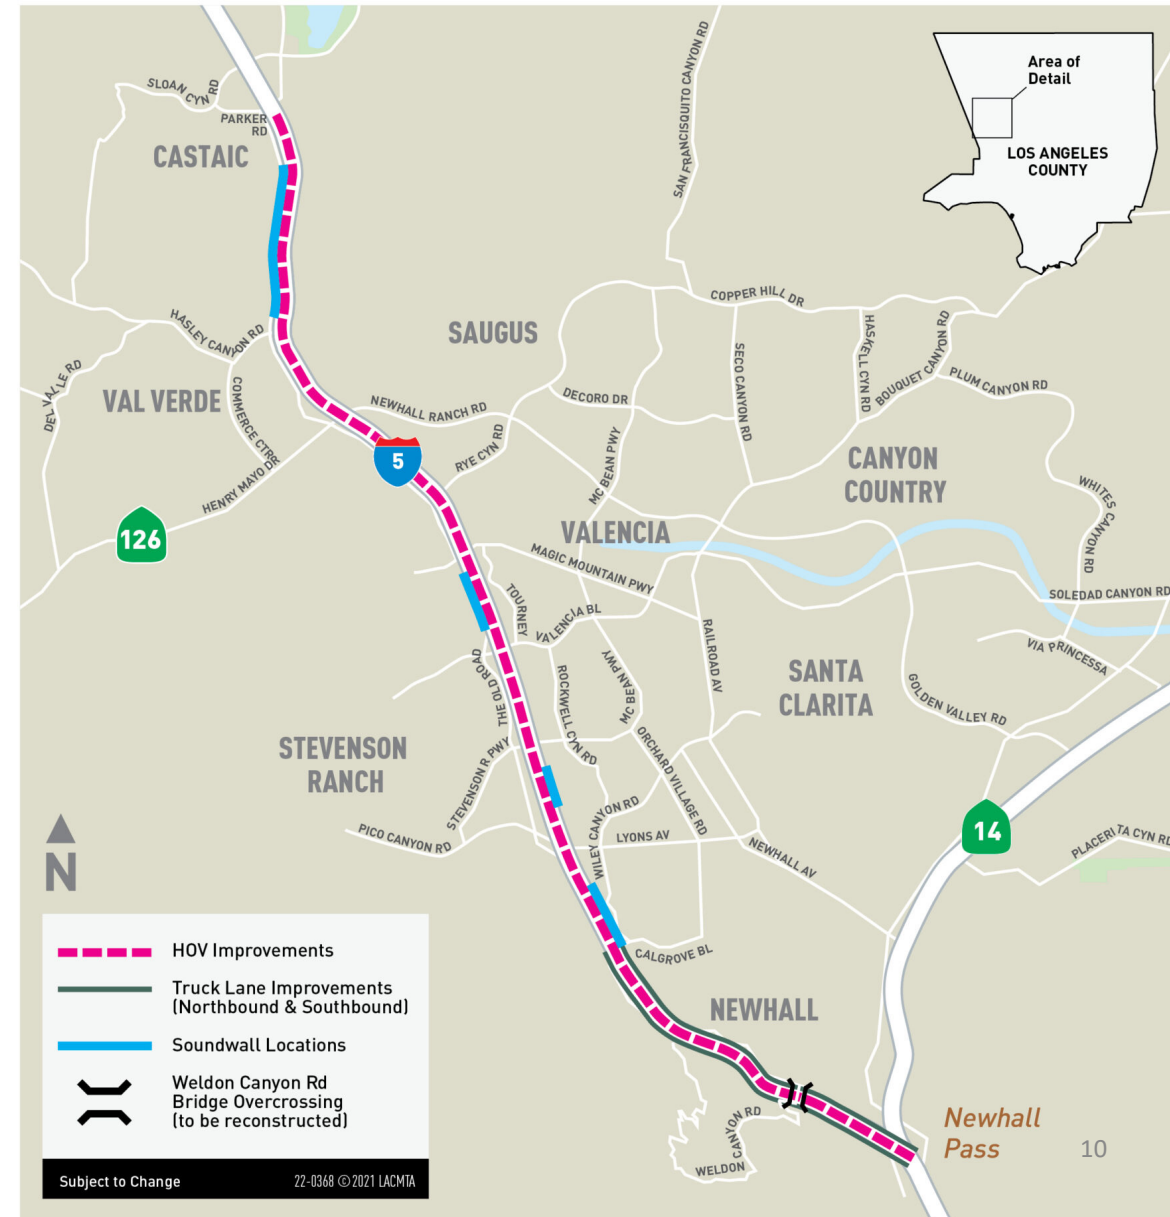 SLOAN CYN RD
PARKER
RD
CASTAIC
SAN FRANCISQUITO CANYON RD
Area of
Detail
LOS ANGELES
COUNTY
HASLEY CANYON RD
SAUGUS
COPPER HILL DR
HASKELL CYN RD
BOUQUET CANYON RD
PLUM CANYON RD
SECO CANYON RD
DEL VALLE RD
VAL VERDE
COMMERCE CTR
DR
NEWHALL RANCH RD
DECORO DR
RYE CYN RD
MC BEAN PWY
5
HENRY MAYO DR
CANYON
COUNTRY
WHITES CANYON RD
126
VALENCIA
MAGIC MOUNTAIN PWY
TOURNEY
VALENCIA BL
SOLEDAD CANYON RD
VIA PRINCESSA
THE OLD ROAD
ROCKWELL CYN RD
MC BEAN PWY
RAILROAD AV
SANTA
CLARITA
GOLDEN VALLEY RD
STEVENSON
RANCH
STEVENSON R. PWY
ORCHARD VILLAGE RD
PICO CANYON RD
WILEY CANYON RD
LYONS AV
NEWHALL AV
14
PLACERITA CYN RD
N
CALGROVE BL
NEWHALL
HOV Improvements
Truck Lane Improvements
(Northbound & Southbound)
Soundwall Locations
Weldon Canyon Rd
Bridge Overcrossing
(to be reconstructed)
WELDON CANYON RD
Newhall
Pass
10
Subject to Change
22-0368 ©2021 LACMTA